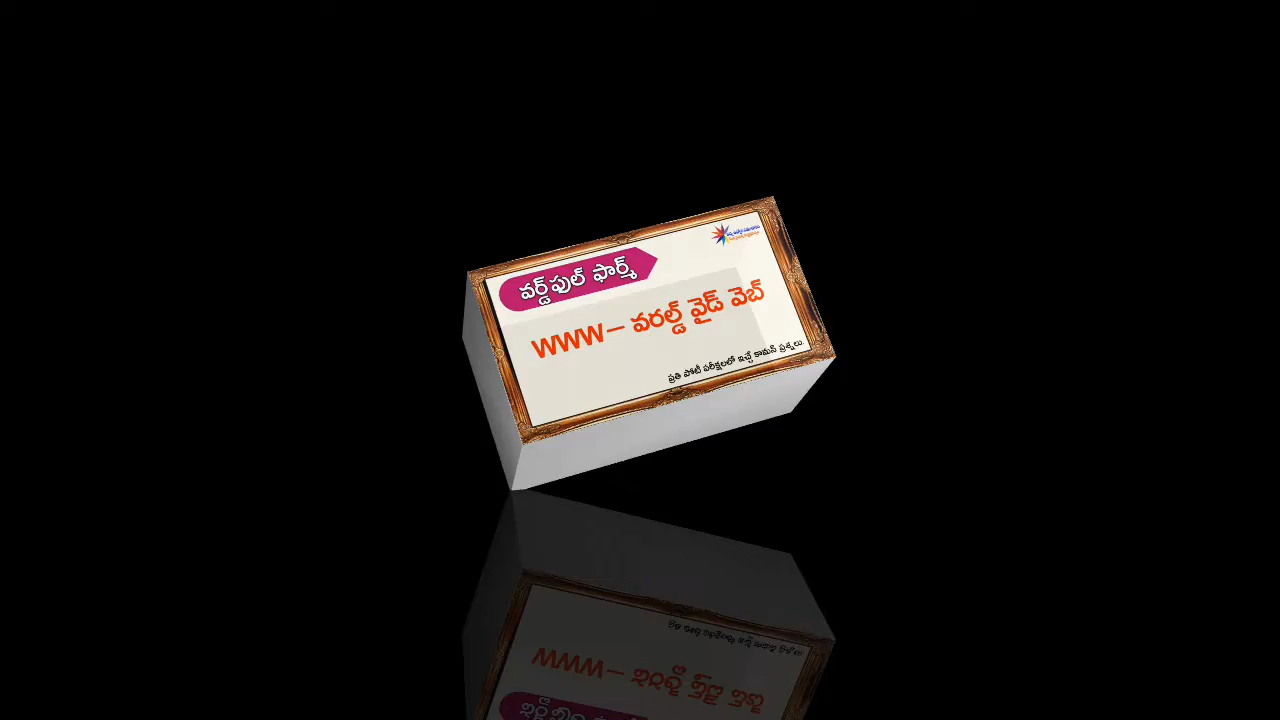 వర్డ్ఫుల్ ఫార్మ్
WWW – వరల్డ్ వైడ్ వెబ్
ప్రతి పోటీ పరీక్షలలో ఇచ్చే కామన్ ప్రశ్నలు.